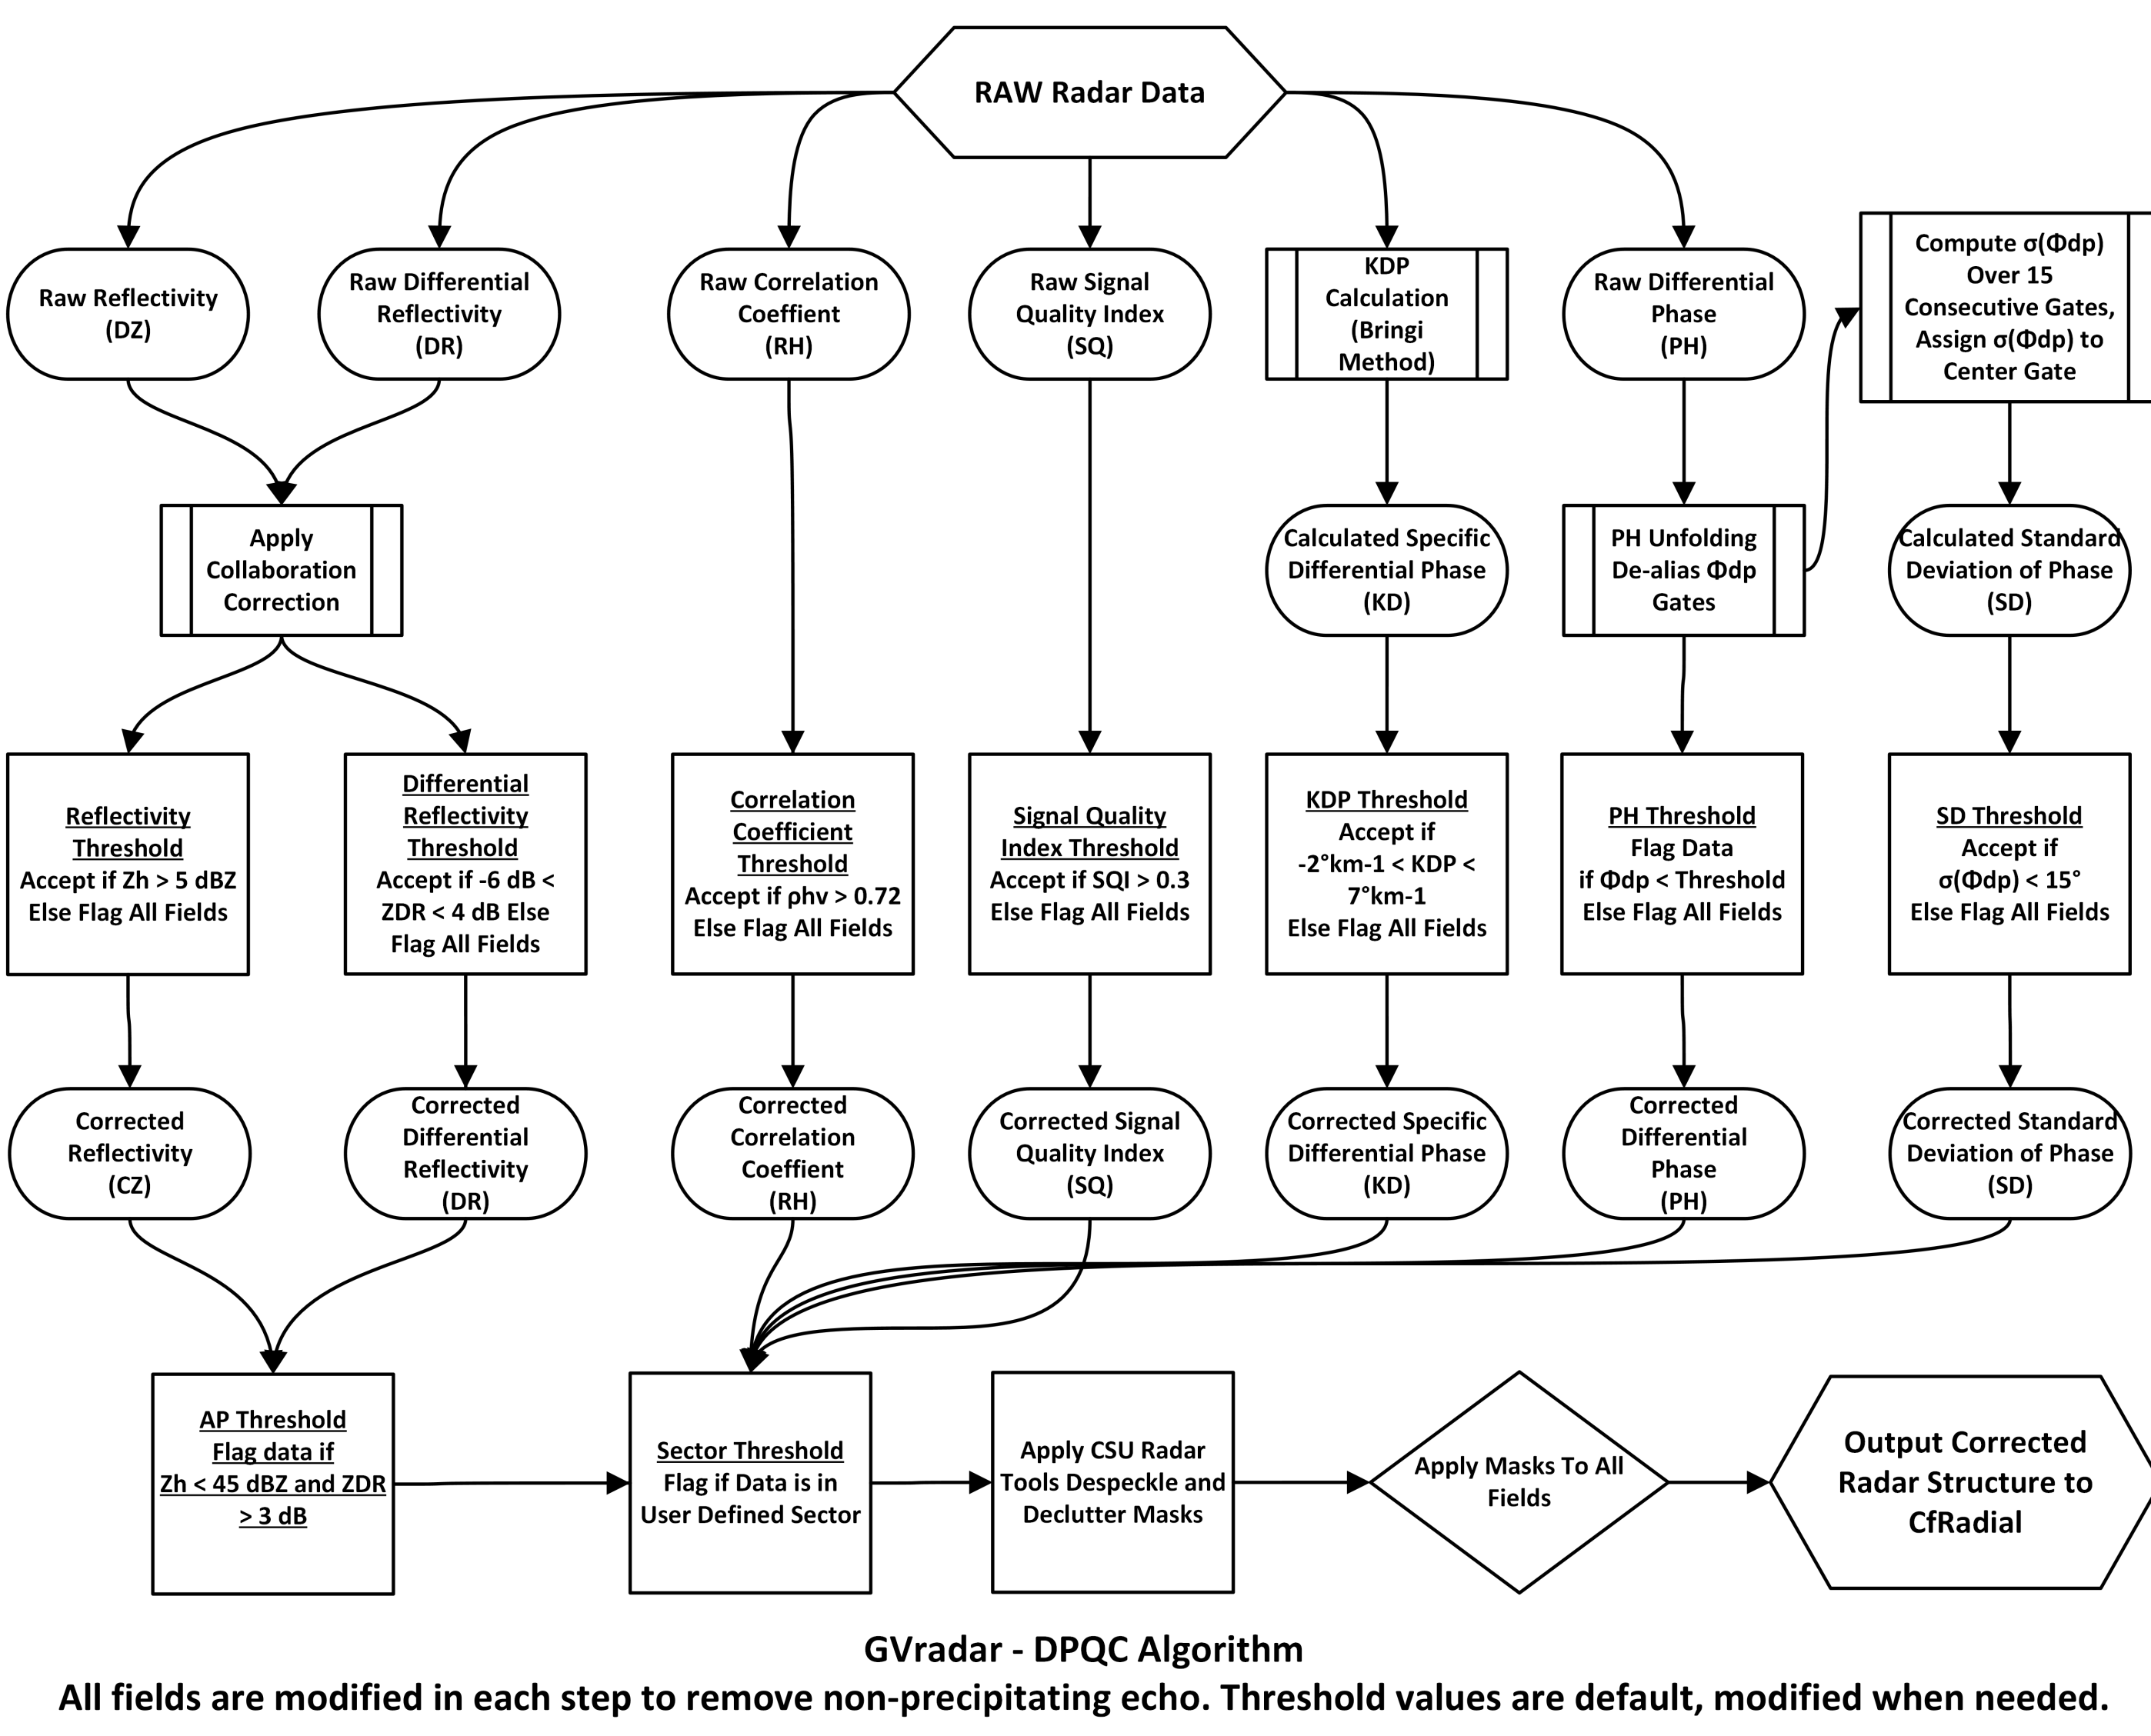 RAW Radar Data
Raw Reflectivity
(DZ)
Raw Differential
Reflectivity
(DR)
Raw Correlation
Coeffient
(RH)
Raw Signal
Quality Index
(SQ)
KDP
Calculation
(Bringi
Method)
Raw Differential
Phase
(PH)
Compute σ(Φdp)
Over 15
Consecutive Gates,
Assign σ(Φdp) to
Center Gate
Apply
Collaboration
Correction
Calculated Specific
Differential Phase
(KD)
PH Unfolding
De-alias Φdp
Gates
Calculated Standard
Deviation of Phase
(SD)
Reflectivity
Threshold
Accept if Zh > 5 dBZ
Else Flag All Fields
Differential
Reflectivity
Threshold
Accept if -6 dB <
ZDR < 4 dB Else
Flag All Fields
Correlation
Coefficient
Threshold
Accept if ρhv > 0.72
Else Flag All Fields
Signal Quality
Index Threshold
Accept if SQI > 0.3
Else Flag All Fields
KDP Threshold
Accept if
-2°km-1 < KDP <
7°km-1
Else Flag All Fields
PH Threshold
Flag Data
if Φdp < Threshold
Else Flag All Fields
SD Threshold
Accept if
σ(Φdp) < 15°
Else Flag All Fields
Corrected
Reflectivity
(CZ)
Corrected
Differential
Reflectivity
(DR)
Corrected
Correlation
Coeffient
(RH)
Corrected Signal
Quality Index
(SQ)
Corrected Specific
Differential Phase
(KD)
Corrected
Differential
Phase
(PH)
Corrected Standard
Deviation of Phase
(SD)
AP Threshold
Flag data if
Zh < 45 dBZ and ZDR
> 3 dB
Sector Threshold
Flag if Data is in
User Defined Sector
Apply CSU Radar
Tools Despeckle and
Declutter Masks
Apply Masks To All
Fields
Output Corrected
Radar Structure to
CfRadial
GVradar - DPQC Algorithm
All fields are modified in each step to remove non-precipitating echo. Threshold values are default, modified when needed.